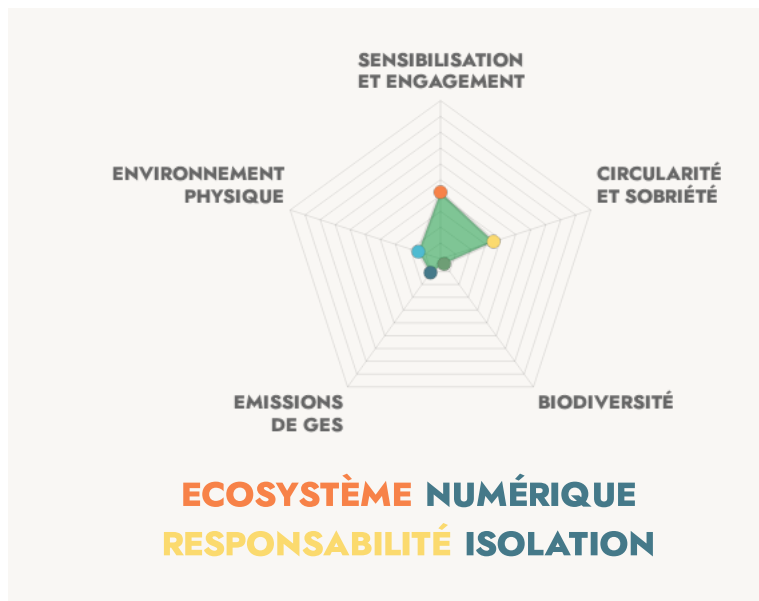 SENSIBILISATION
ET ENGAGEMENT
ENVIRONNEMENT
PHYSIQUE
CIRCULARITÉ
ET SOBRIÉTÉ
EMISSIONS
DE GES
BIODIVERSITÉ
ECOSYSTÈME NUMÉRIQUE
RESPONSABILITÉ ISOLATION